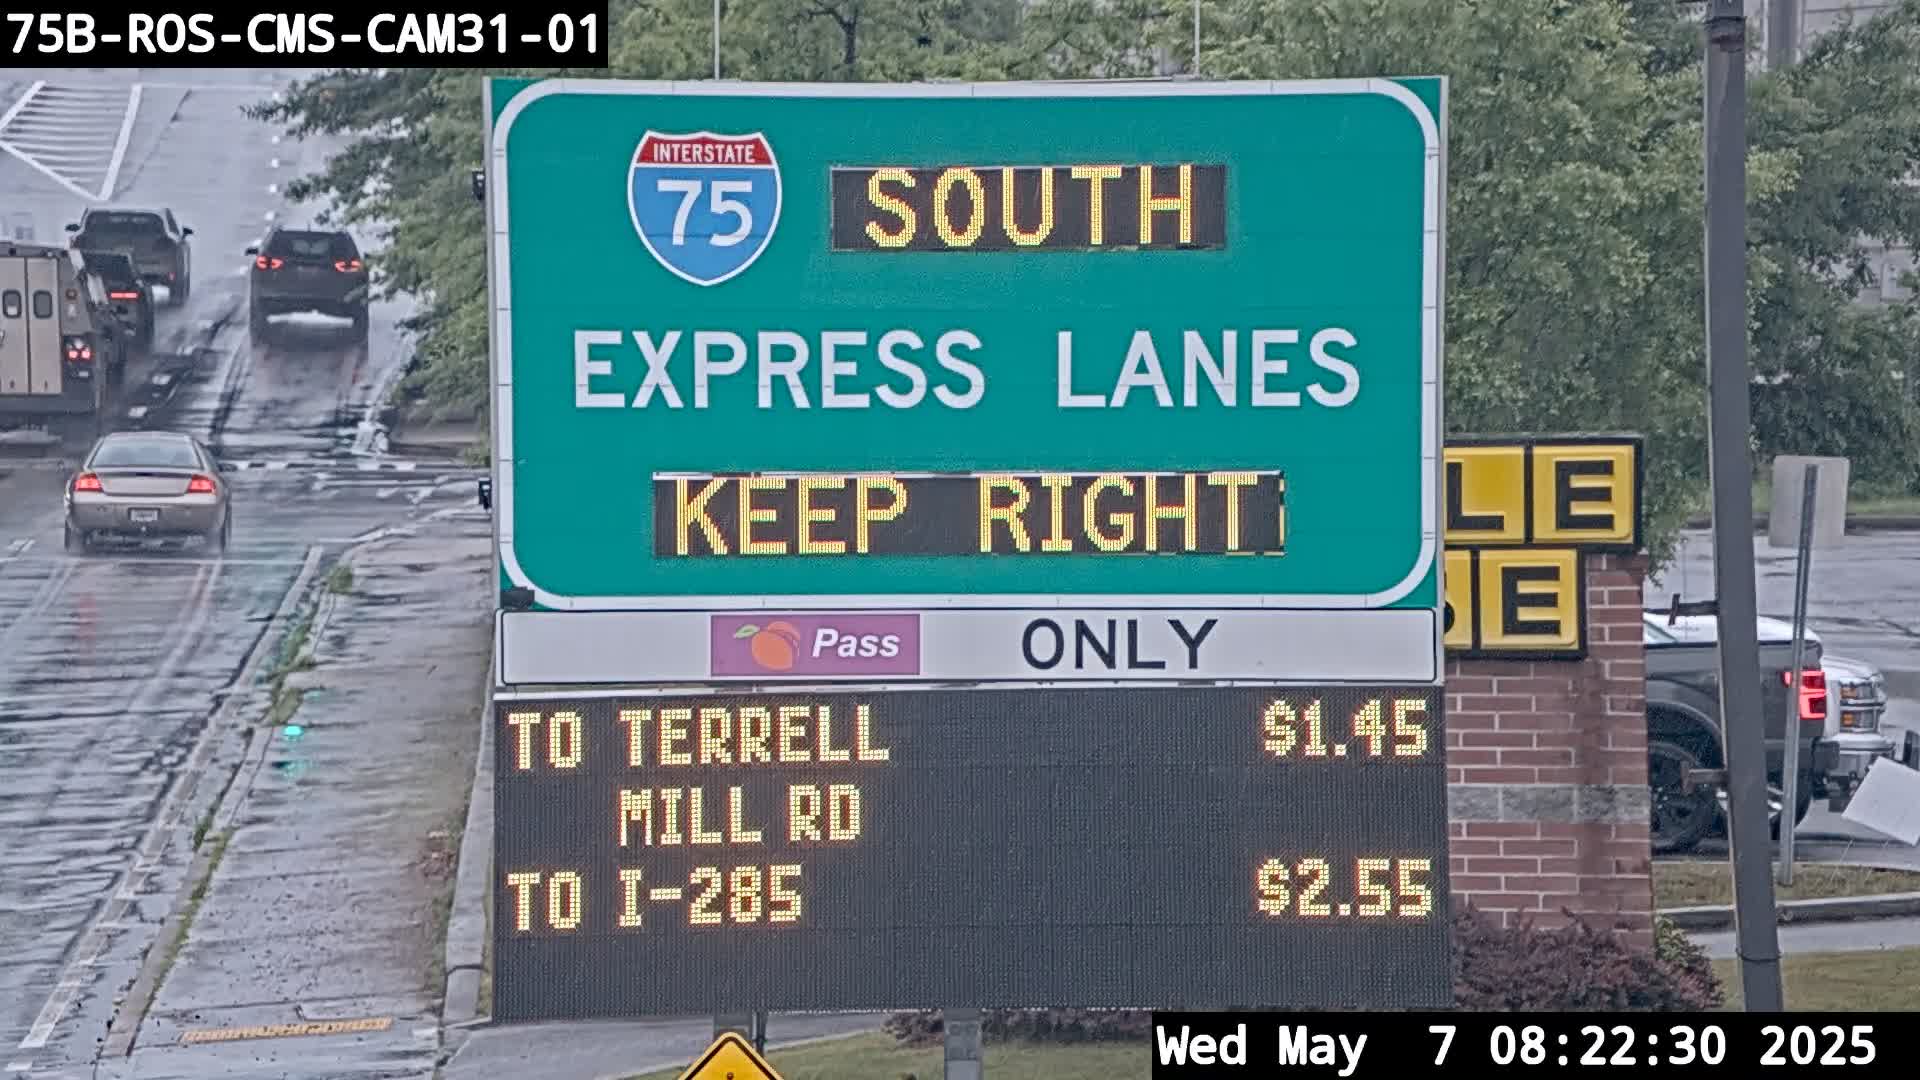 75B-ROS-CMS-CAM31-01
INTERSTATE
75
SOUTH
EXPRESS LANES
KEEP RIGHT
Pass ONLY
TO TERRELL $1.45
MILL RD
TO I-285 $2.55
LE
E
Wed May 7 08:22:30 2025